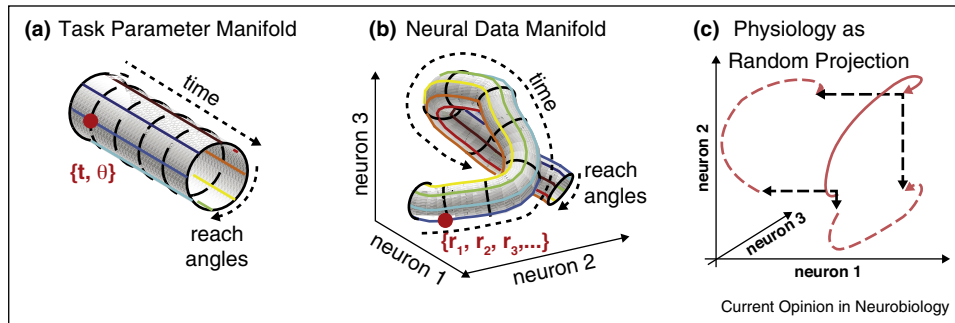 (a) Task Parameter Manifold
time
{t, θ}
reach
angles
(b) Neural Data Manifold
neuron 3
time
reach
angles
{r₁, r₂, r₃,...}
neuron 1
neuron 2
(c) Physiology as
Random Projection
neuron 2
neuron 3
neuron 1
Current Opinion in Neurobiology